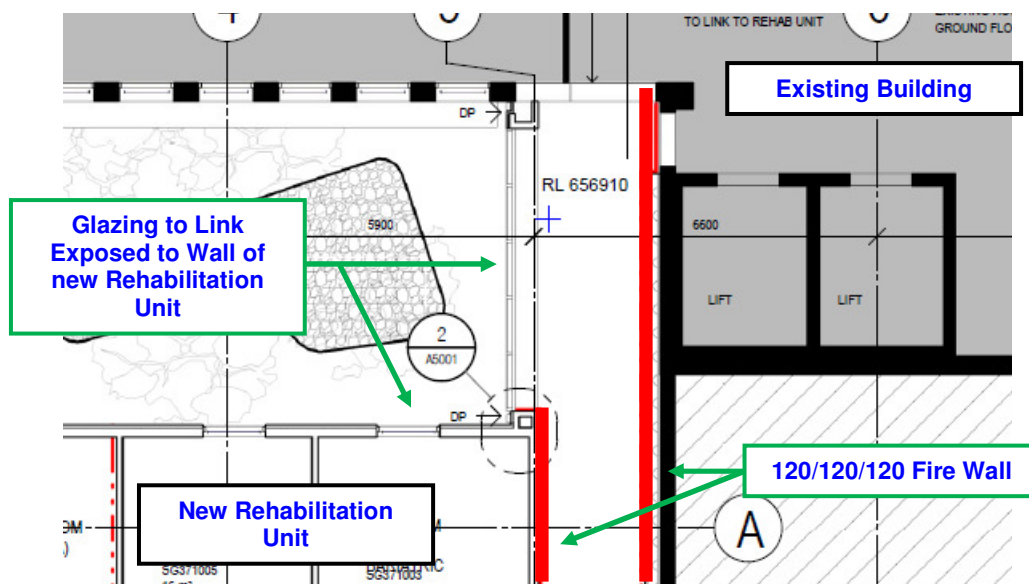 4
TO LINK TO REHAB UNIT
GROUND FLO
Existing Building
DP
RL 656910
Glazing to Link
Exposed to Wall of
new Rehabilitation
Unit
5900
6600
LIFT
LIFT
2
A5001
DP
120/120/120 Fire Wall
New Rehabilitation
Unit
OM
A
SG371005
SG371003